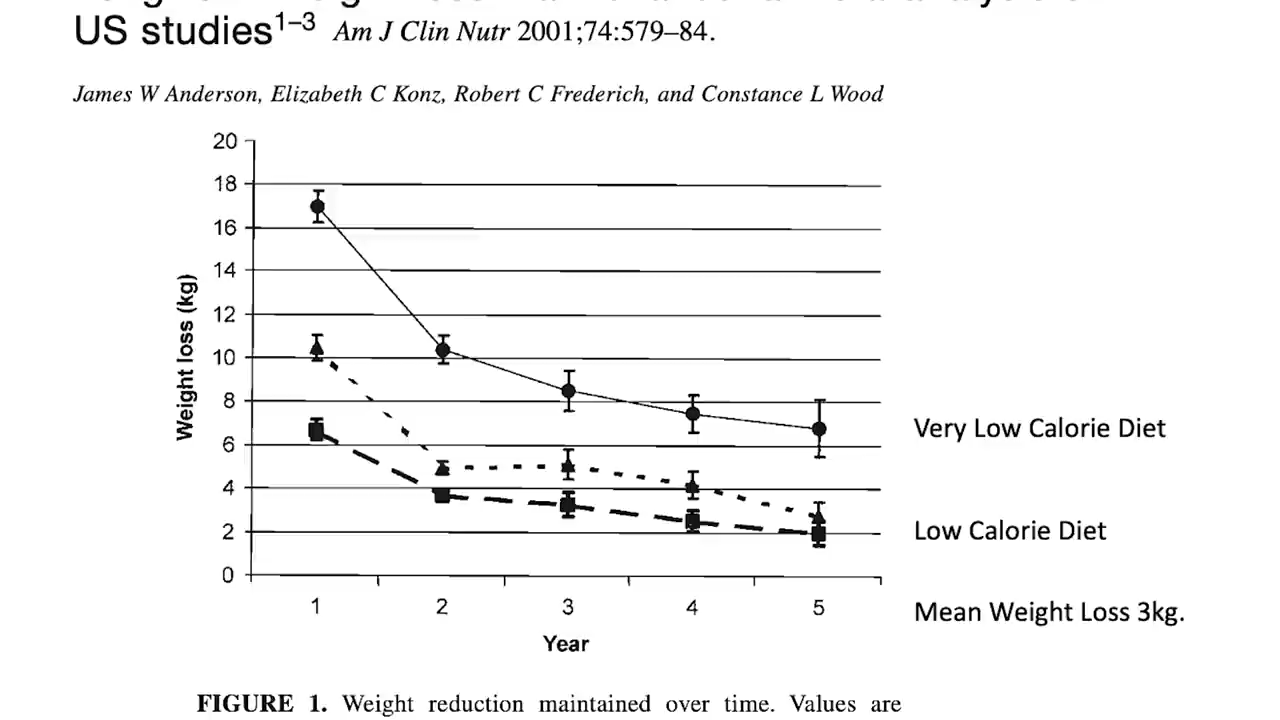 US studies1–3 Am J Clin Nutr 2001;74:579–84.
James W Anderson, Elizabeth C Konz, Robert C Frederich, and Constance L Wood
20
18
16
14
12
10
8
6
4
2
0
Weight loss (kg)
1 2 3 4 5
Year
Very Low Calorie Diet
Low Calorie Diet
Mean Weight Loss 3kg.
FIGURE 1. Weight reduction maintained over time. Values are